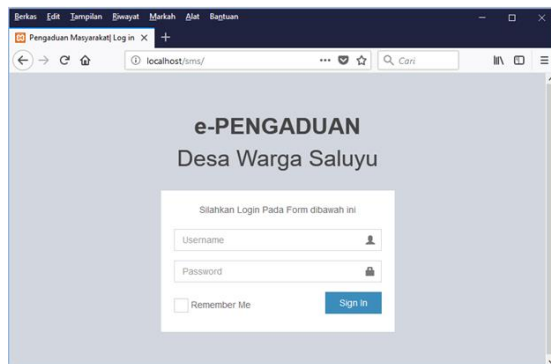 Berkas Edit Tampilan Riwayat Markah Alat Bantuan
Pengaduan Masyarakat| Log in
localhost/sms/
Cari
e-PENGADUAN
Desa Warga Saluyu
Silahkan Login Pada Form dibawah ini
Username
Password
Remember Me
Sign In